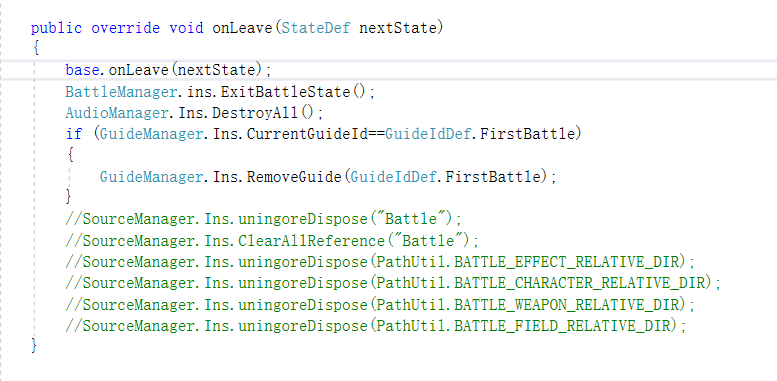 public override void onLeave(StateDef nextState)
{
base.onLeave(nextState);
BattleManager.ins.ExitBattleState();
AudioManager.Ins.DestroyAll();
if (GuideManager.Ins.CurrentGuideId==GuideIdDef.FirstBattle)
{
GuideManager.Ins.RemoveGuide(GuideIdDef.FirstBattle);
}
//SourceManager.Ins.uningoreDispose("Battle");
//SourceManager.Ins.ClearAllReference("Battle");
//SourceManager.Ins.uningoreDispose(PathUtil.BATTLE_EFFECT_RELATIVE_DIR);
//SourceManager.Ins.uningoreDispose(PathUtil.BATTLE_CHARACTER_RELATIVE_DIR);
//SourceManager.Ins.uningoreDispose(PathUtil.BATTLE_WEAPON_RELATIVE_DIR);
//SourceManager.Ins.uningoreDispose(PathUtil.BATTLE_FIELD_RELATIVE_DIR);
}